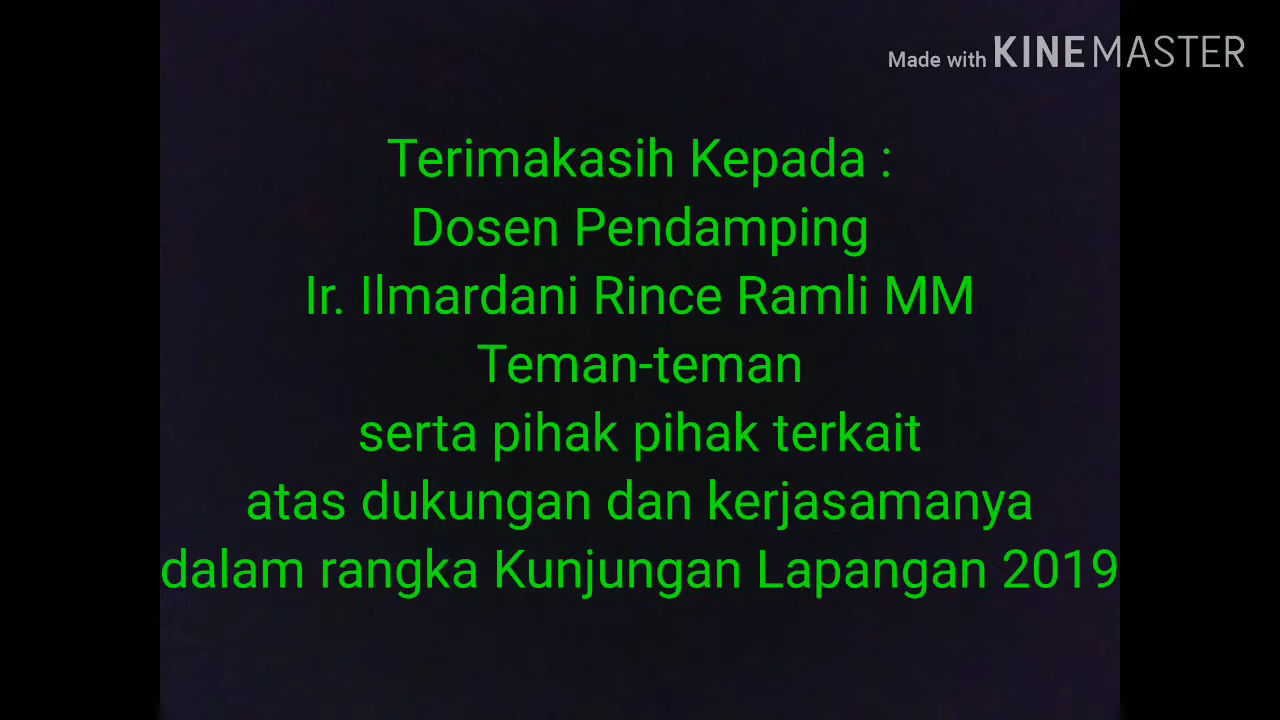 Made with KINEMASTER
Terimakasih Kepada :
Dosen Pendamping
Ir. Ilmardani Rince Ramli MM
Teman-teman
serta pihak pihak terkait
atas dukungan dan kerjasamanya
dalam rangka Kunjungan Lapangan 2019